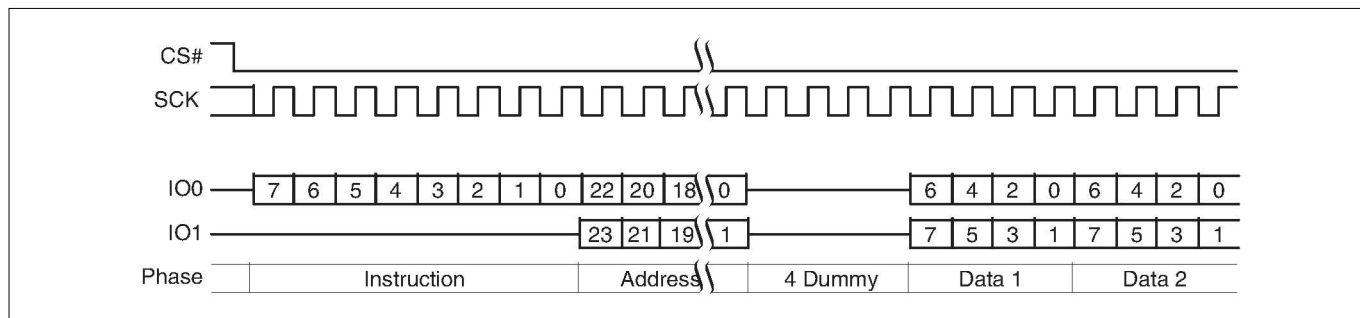 CS#
SCK
IO0 7 6 5 4 3 2 1 0 22 20 18 0 6 4 2 0 6 4 2 0
IO1 23 21 19 1 7 5 3 1 7 5 3 1
Phase Instruction Address 4 Dummy Data 1 Data 2